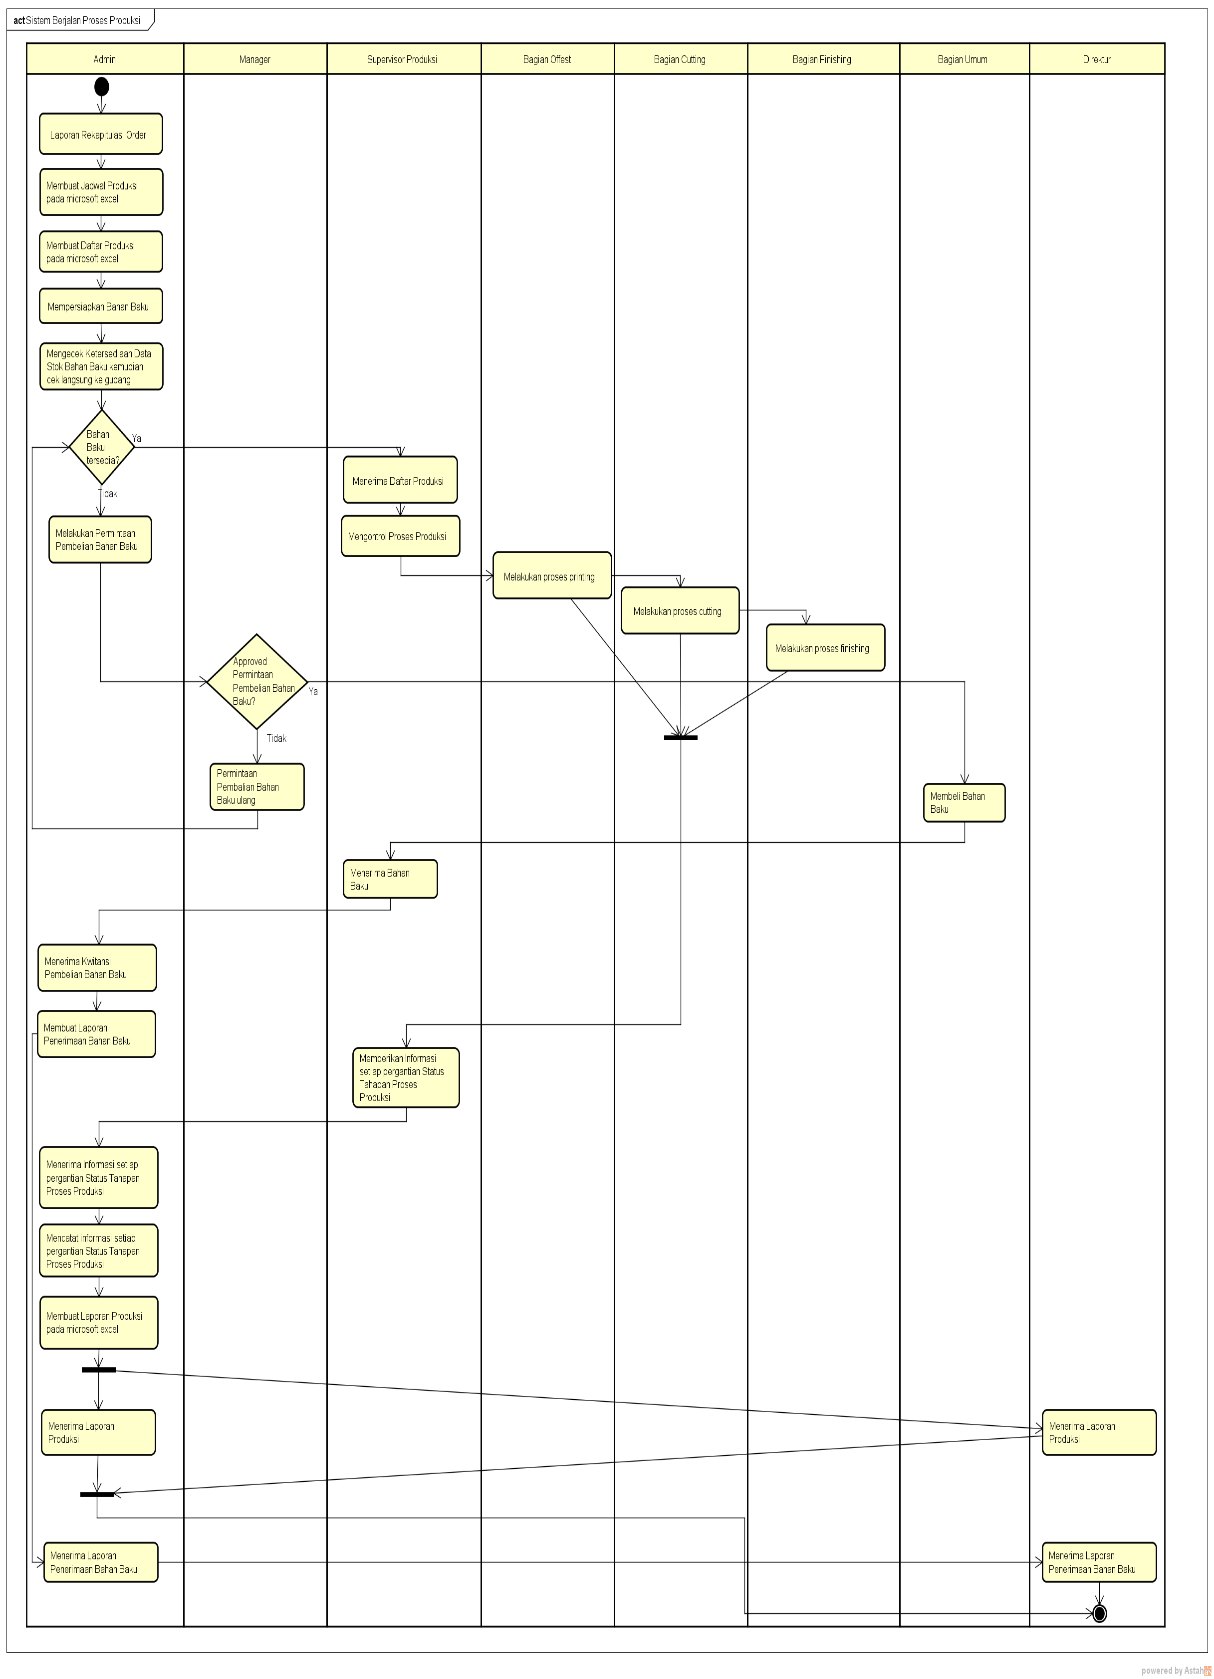 act Sistem Berjalan Proses Produksi
Admin
Manager
Supervisor Produksi
Bagian Offest
Bagian Cutting
Bagian Finishing
Bagian Umum
Direktur
Laporan Rekapitulasi Order
Membuat Jadwal Produksi
pada microsoft excel
Membuat Daftar Produksi
pada microsoft excel
Mempersiapkan Bahan Baku
Mengecek Ketersediaan Data
Stok Bahan Baku kemudian
cek langsung ke gudang
Bahan
Baku
tersedia?
Ya
Tidak
Menerima Daftar Produksi
Mengontrol Proses Produksi
Melakukan Permintaan
Pembelian Bahan Baku
Melakukan proses printing
Melakukan proses cutting
Melakukan proses finishing
Approved
Permintaan
Pembelian Bahan
Baku?
Ya
Tidak
Permintaan
Pembalian Bahan
Baku ulang
Membeli Bahan
Baku
Menerima Bahan
Baku
Menerima Kwitansi
Pembelian Bahan Baku
Membuat Laporan
Penerimaan Bahan Baku
Memberikan Informasi
setiap pergantian Status
Tahapan Proses
Produksi
Menerima Informasi setiap
pergantian Status Tahapan
Proses Produksi
Mencatat informasi setiap
pergantian Status Tahapan
Proses Produksi
Membuat Laporan Produksi
pada microsoft excel
Menerima Laporan
Produksi
Menerima Laporan
Produksi
Menerima Laporan
Penerimaan Bahan Baku
Menerima Laporan
Penerimaan Bahan Baku
powered by Astah